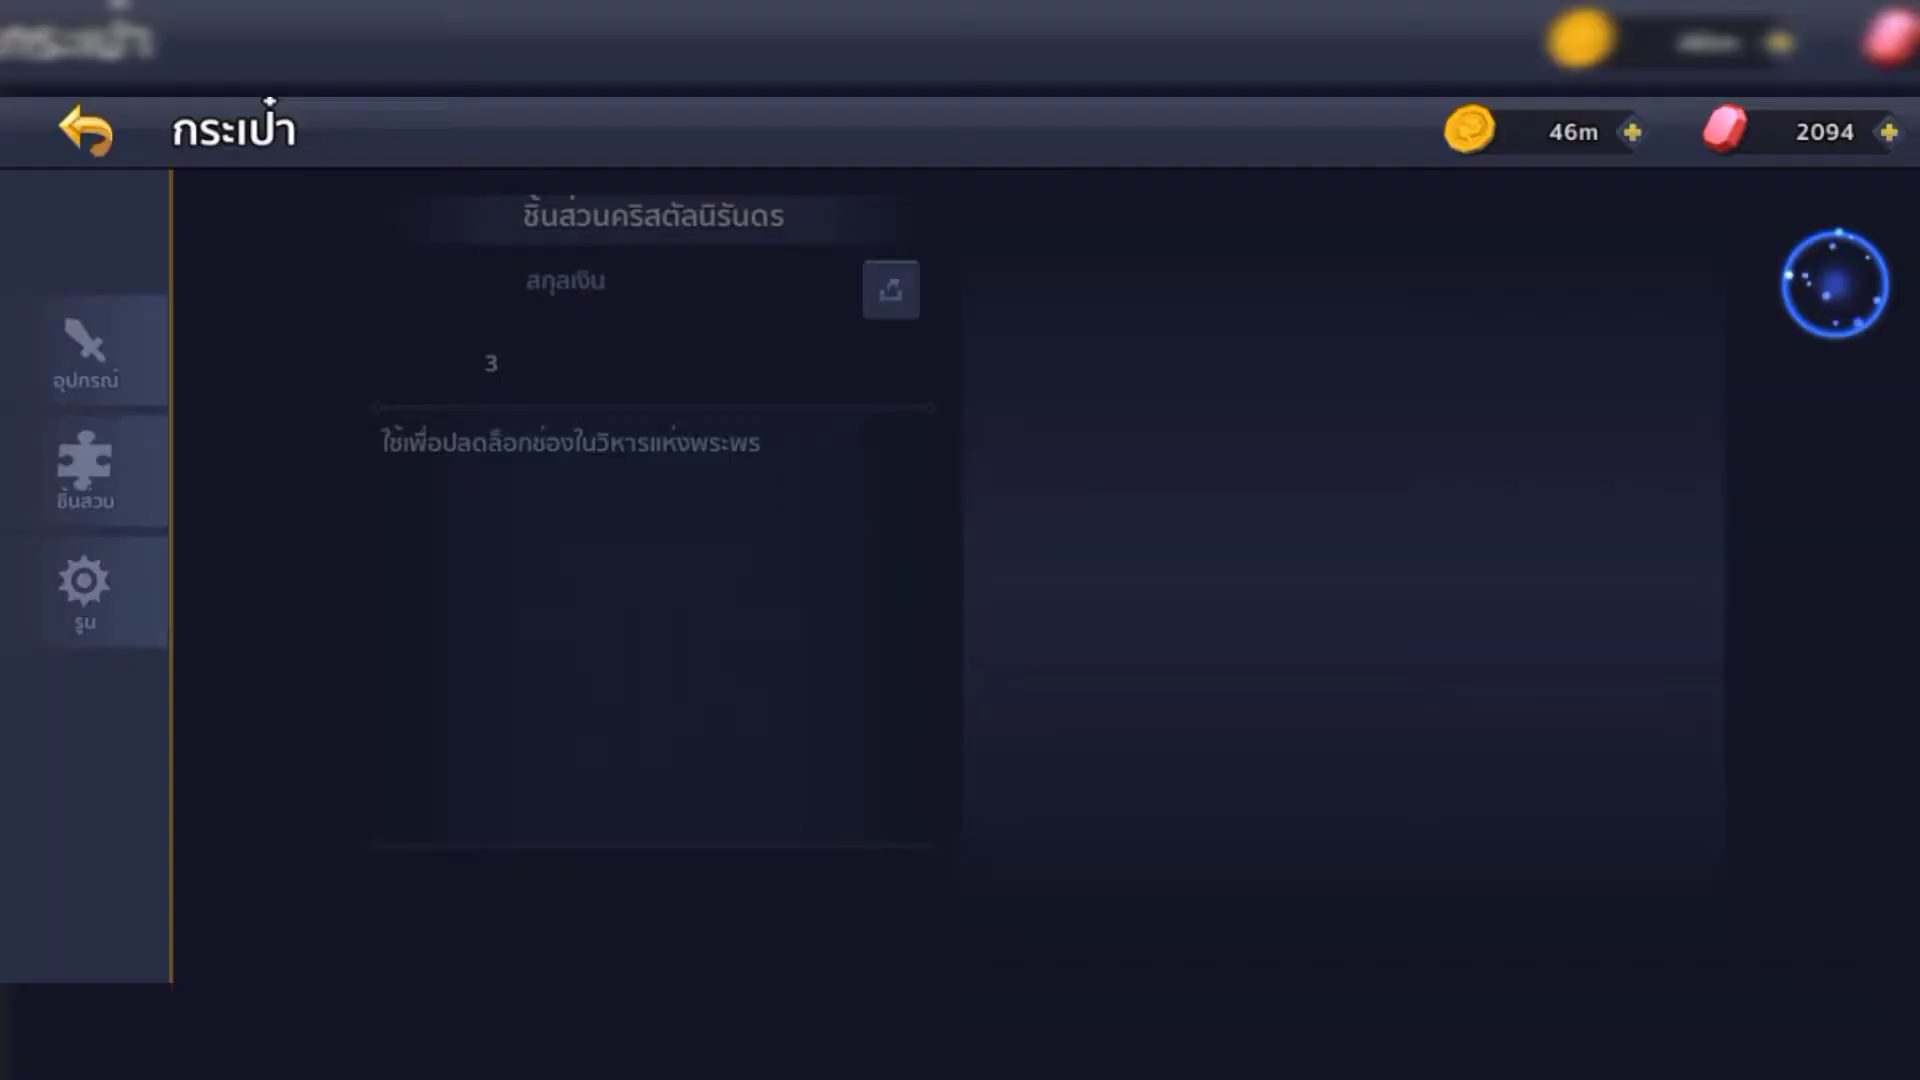 กระเป๋า
46m
2094
ชิ้นส่วนคริสตัลนิรันดร
สกุลเงิน
3
ใช้เพื่อปลดล็อกช่องในวิหารแห่งพระพร
อุปกรณ์
ชิ้นส่วน
รูน